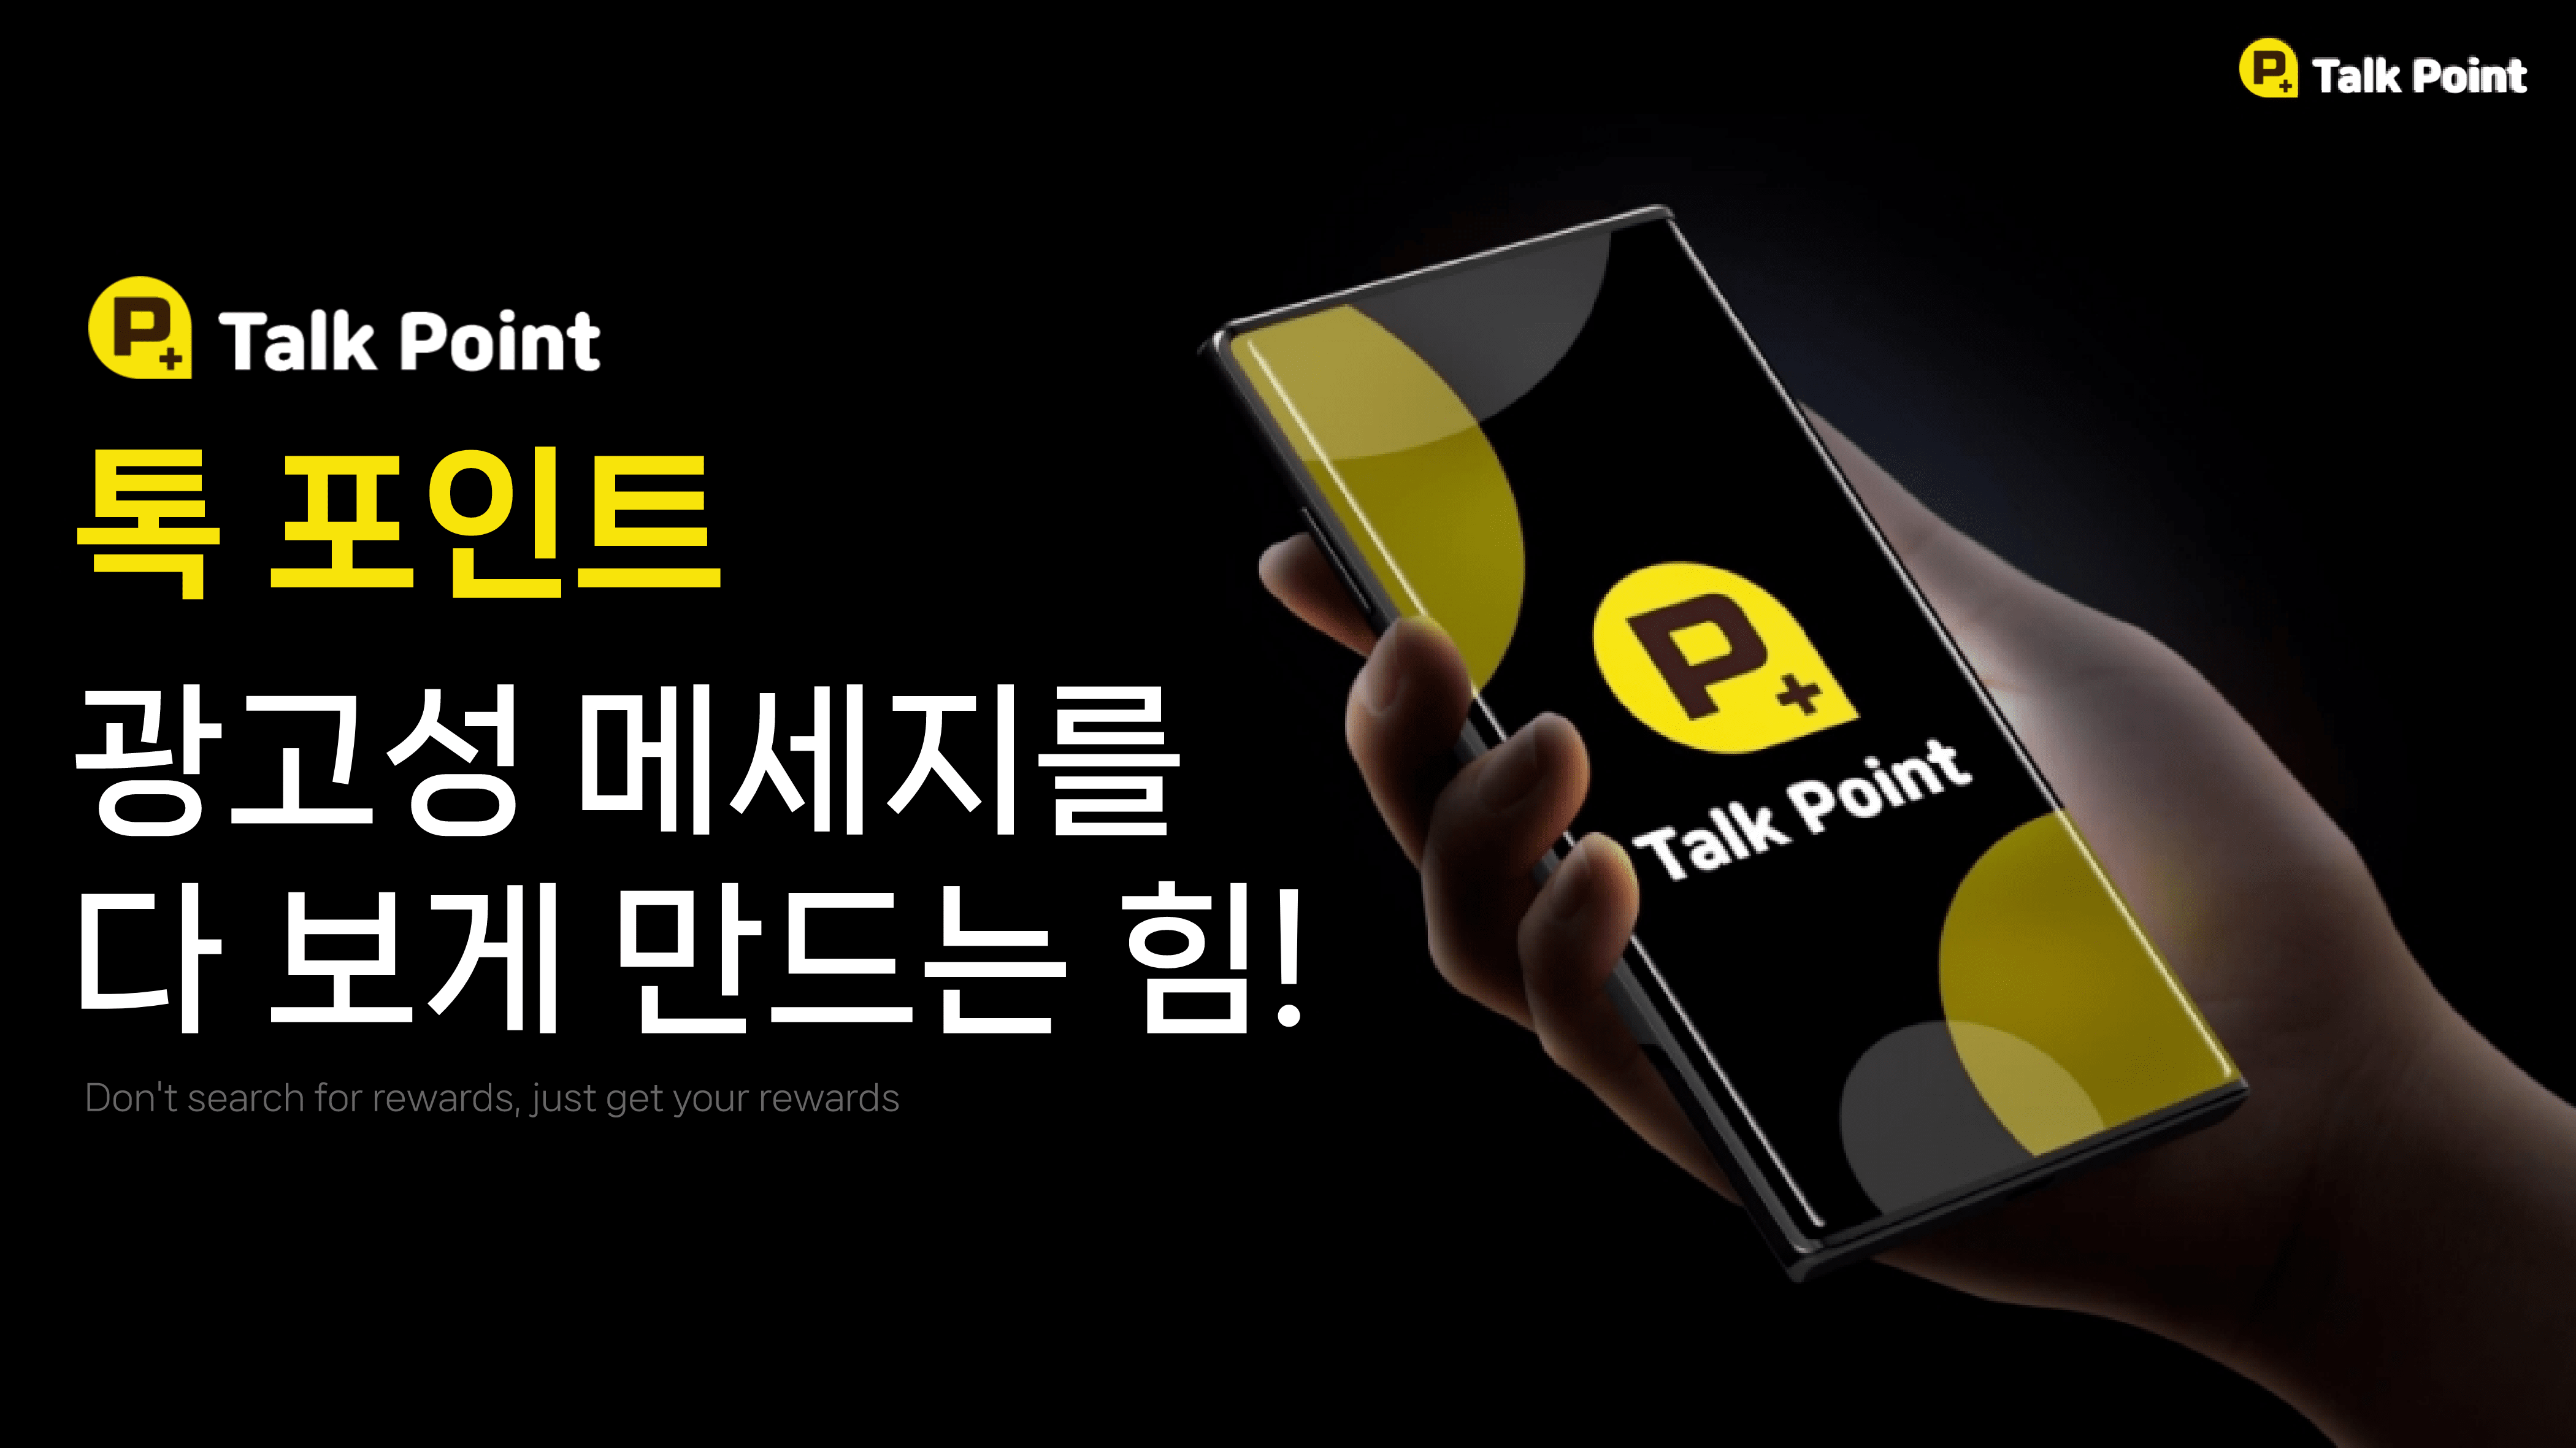 Talk Point
Talk Point
톡 포인트
광고성 메세지를
다 보게 만드는 힘!
Don't search for rewards, just get your rewards
P+
Talk Point